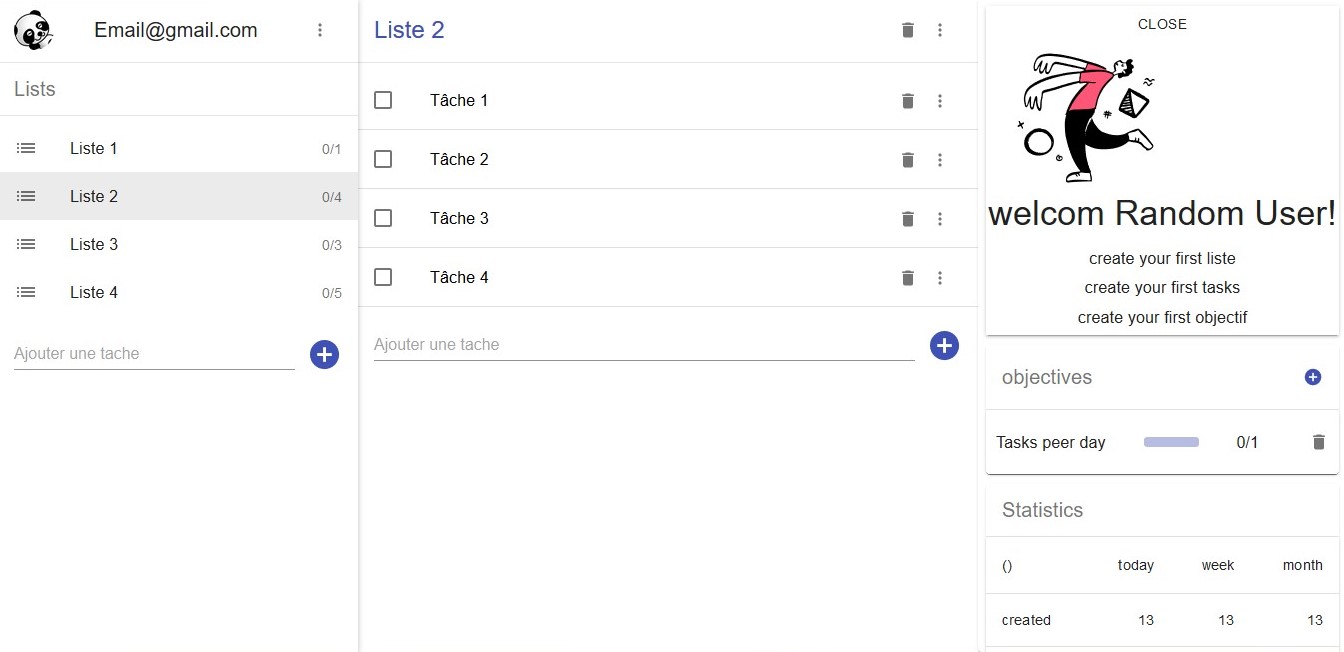 Email@gmail.com
Lists
Liste 1 0/1
Liste 2 0/4
Liste 3 0/3
Liste 4 0/5
Ajouter une tache
Liste 2
Tâche 1
Tâche 2
Tâche 3
Tâche 4
Ajouter une tache
CLOSE
welcom Random User!
create your first liste
create your first tasks
create your first objectif
objectives
Tasks peer day 0/1
Statistics
() today week month
created 13 13 13